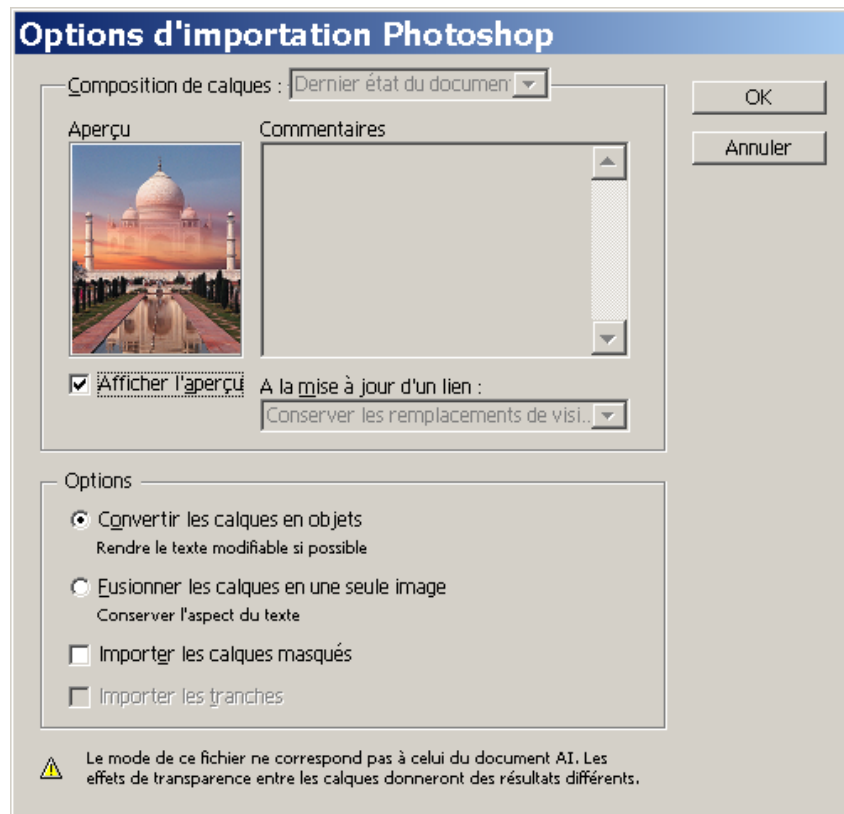 Options d'importation Photoshop
Composition de calques : Dernier état du documen
OK
Annuler
Aperçu
Commentaires
Afficher l'aperçu
A la mise à jour d'un lien :
Conserver les remplacements de visi..
Options
Convertir les calques en objets
Rendre le texte modifiable si possible
Fusionner les calques en une seule image
Conserver l'aspect du texte
Importer les calques masqués
Importer les tranches
Le mode de ce fichier ne correspond pas à celui du document AI. Les
effets de transparence entre les calques donneront des résultats différents.